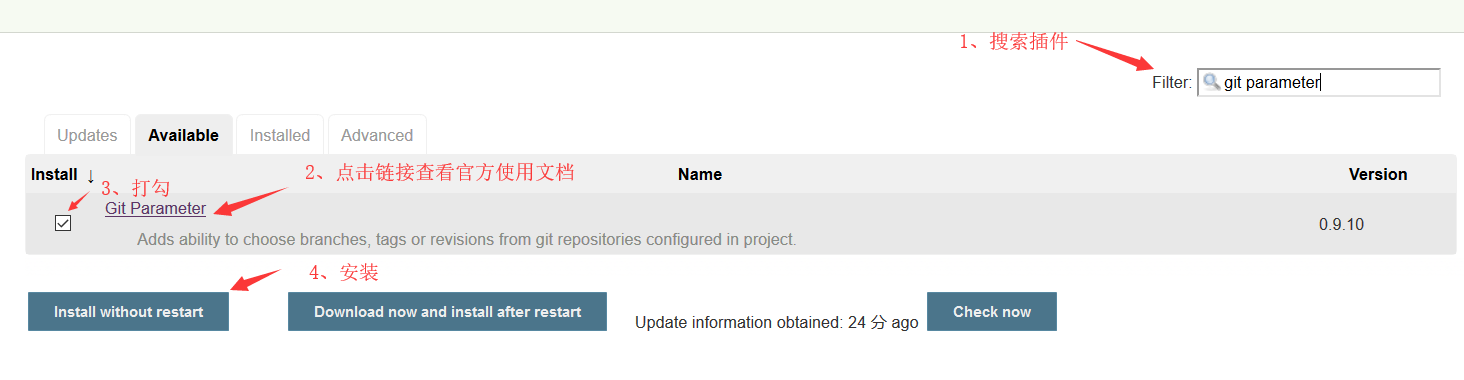 1、搜索插件
Filter: git parameter
Updates Available Installed Advanced
Install ↓ Name Version
2、点击链接查看官方使用文档
3、打勾
Git Parameter
Adds ability to choose branches, tags or revisions from git repositories configured in project.
0.9.10
4、安装
Install without restart Download now and install after restart Update information obtained: 24 分 ago Check now